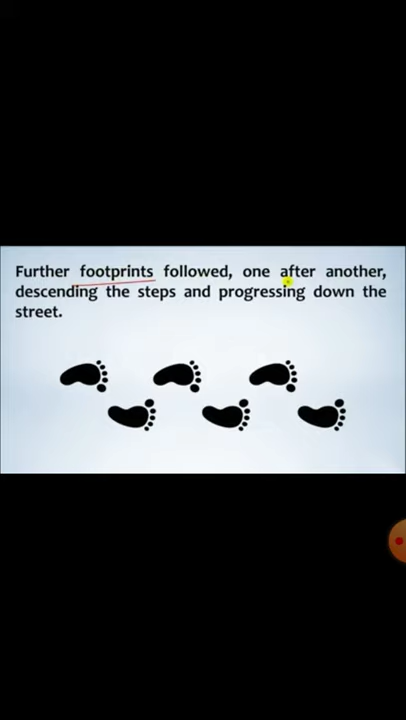 Further footprints followed, one after another,
descending the steps and progressing down the
street.